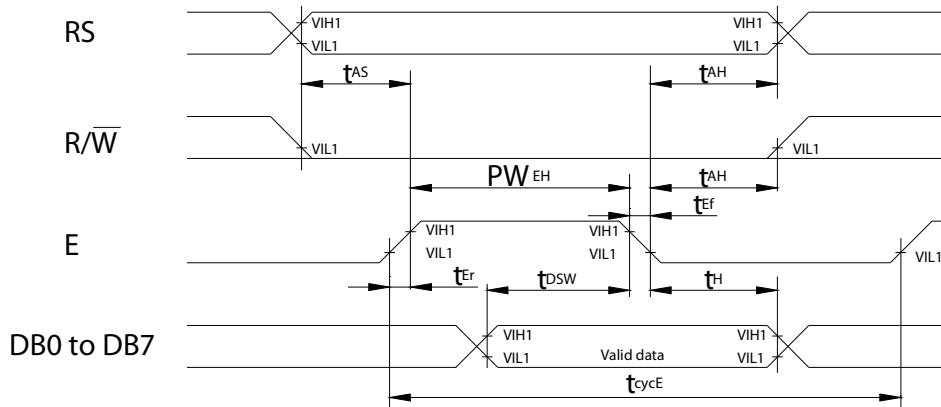 RS
VIH1
VIL1
VIH1
VIL1
tAS
tAH
R/W̅
VIL1
VIL1
PWEH
tAH
tEf
E
VIH1
VIL1
VIH1
VIL1
VIL1
tEr
tDSW
tH
DB0 to DB7
VIH1
VIL1
Valid data
VIH1
VIL1
tcycE